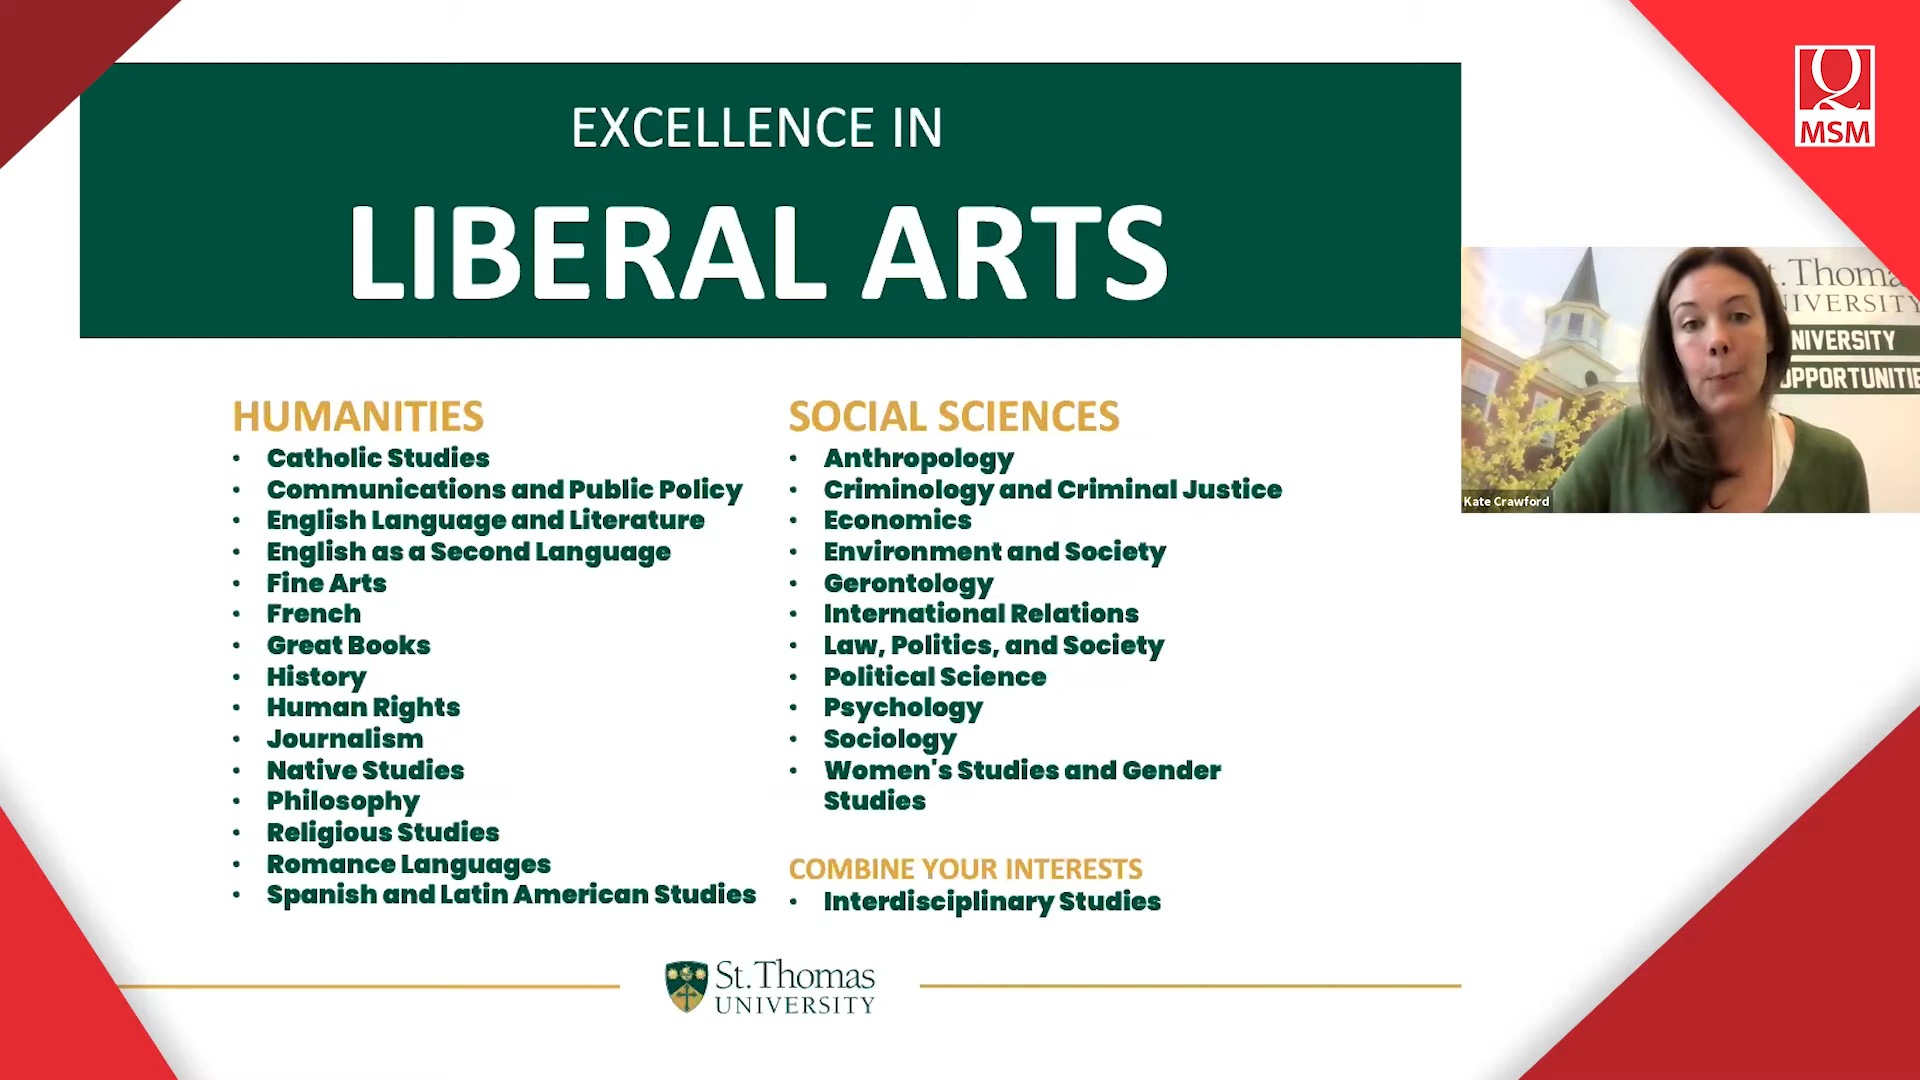 EXCELLENCE IN
LIBERAL ARTS
HUMANITIES
• Catholic Studies
• Communications and Public Policy
• English Language and Literature
• English as a Second Language
• Fine Arts
• French
• Great Books
• History
• Human Rights
• Journalism
• Native Studies
• Philosophy
• Religious Studies
• Romance Languages
• Spanish and Latin American Studies
SOCIAL SCIENCES
• Anthropology
• Criminology and Criminal Justice
• Economics
• Environment and Society
• Gerontology
• International Relations
• Law, Politics, and Society
• Political Science
• Psychology
• Sociology
• Women's Studies and Gender
Studies
COMBINE YOUR INTERESTS
• Interdisciplinary Studies
St. Thomas
UNIVERSITY
MSM
t. Thoma
NIVERSITY
NIVERSITY
OPPORTUNITIE
Kate Crawford